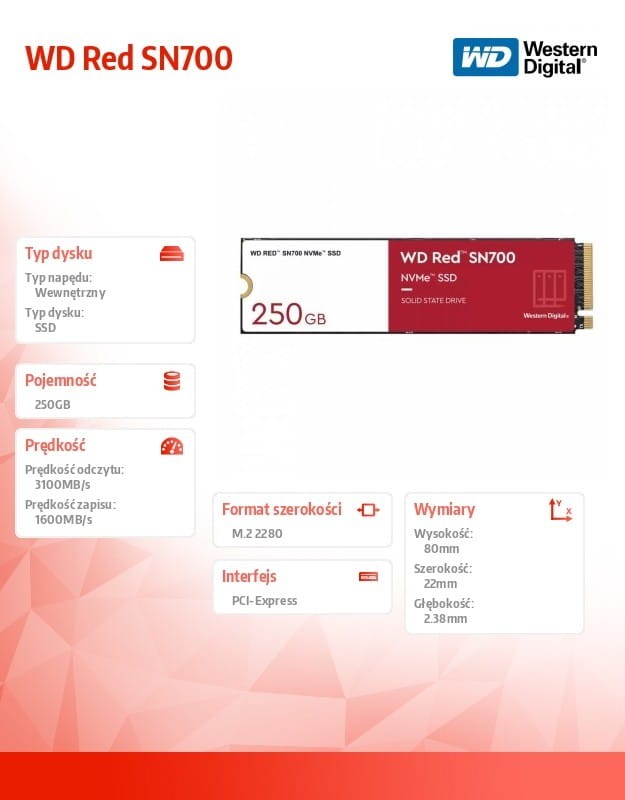 WD Red SN700
WD Western
Digital®
WD RED™ SN700 NVMe™ SSD
250GB
WD Red™ SN700
NVMe™ SSD
SOLID STATE DRIVE
Western Digital®
Typ dysku
Typ napędu:
Wewnętrzny
Typ dysku:
SSD
Pojemność
250GB
Prędkość
Prędkość odczytu:
3100MB/s
Prędkość zapisu:
1600MB/s
Format szerokości
M.2 2280
Interfejs
PCI-Express
Wymiary
Y
X
Wysokość:
80mm
Szerokość:
22mm
Głębokość:
2.38mm